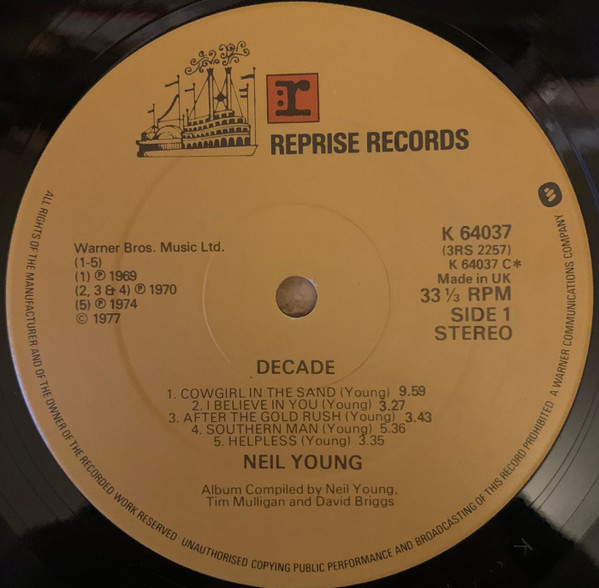 r
REPRISE RECORDS
Warner Bros. Music Ltd.
(1-5)
(1) ℗ 1969
(2, 3 & 4) ℗ 1970
(5) ℗ 1974
© 1977
K 64037
(3RS 2257)
K 64037 C*
Made in UK
33 ⅓ RPM
SIDE 1
STEREO
DECADE
1. COWGIRL IN THE SAND (Young) 9.59
2. I BELIEVE IN YOU (Young) 3.27
3. AFTER THE GOLD RUSH (Young) 3.43
4. SOUTHERN MAN (Young) 5.36
5. HELPLESS (Young) 3.35
NEIL YOUNG
Album Compiled by Neil Young,
Tim Mulligan and David Briggs
ALL RIGHTS OF THE MANUFACTURER AND OF THE OWNER OF THE RECORDED WORK RESERVED UNAUTHORISED COPYING PUBLIC PERFORMANCE AND BROADCASTING OF THIS RECORD PROHIBITED A WARNER COMMUNICATIONS COMPANY
K